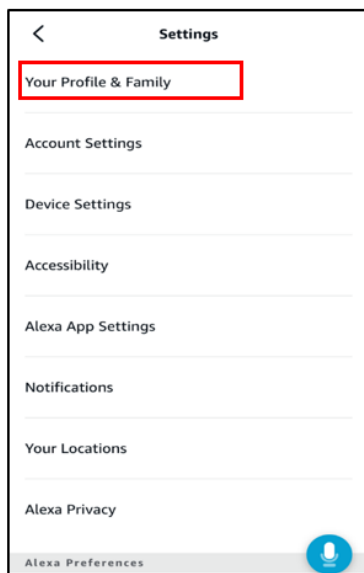 Settings
Your Profile & Family
Account Settings
Device Settings
Accessibility
Alexa App Settings
Notifications
Your Locations
Alexa Privacy
Alexa Preferences